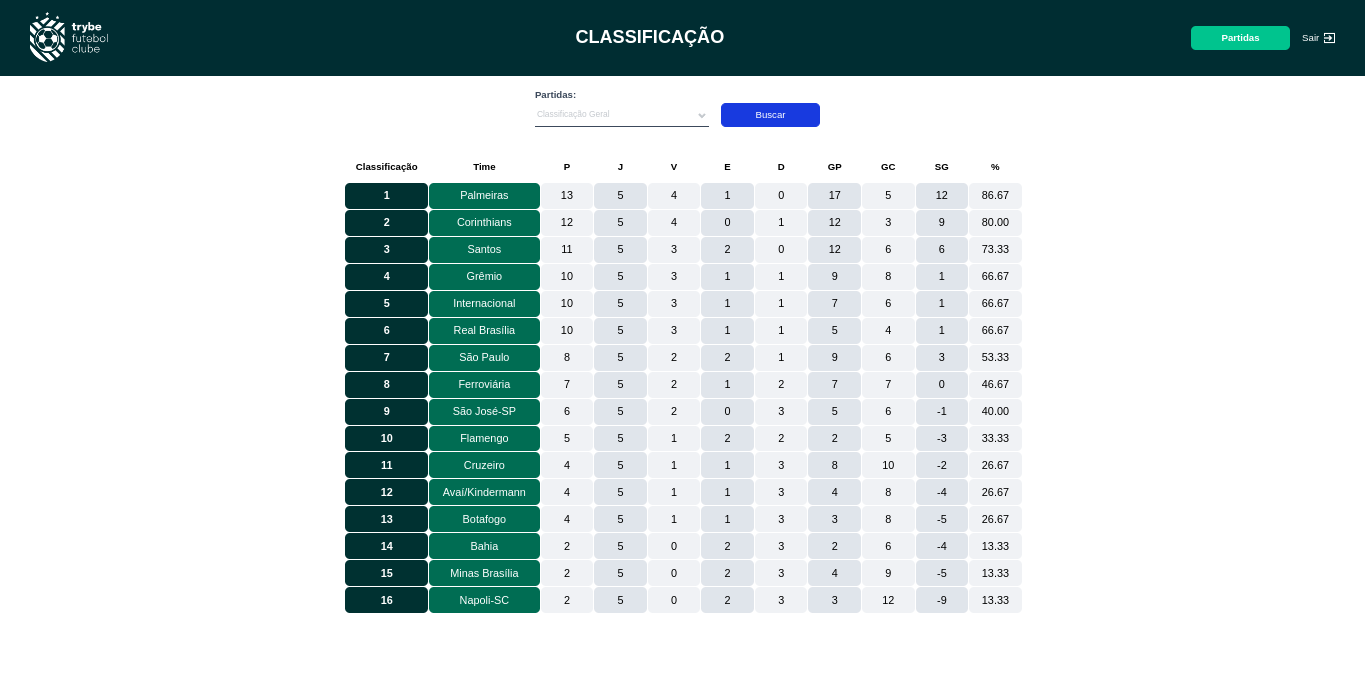 trybe
futebol
clube
CLASSIFICAÇÃO
Partidas
Sair
Partidas:
Classificação Geral
Buscar
Classificação Time P J V E D GP GC SG %
1 Palmeiras 13 5 4 1 0 17 5 12 86.67
2 Corinthians 12 5 4 0 1 12 3 9 80.00
3 Santos 11 5 3 2 0 12 6 6 73.33
4 Grêmio 10 5 3 1 1 9 8 1 66.67
5 Internacional 10 5 3 1 1 7 6 1 66.67
6 Real Brasília 10 5 3 1 1 5 4 1 66.67
7 São Paulo 8 5 2 2 1 9 6 3 53.33
8 Ferroviária 7 5 2 1 2 7 7 0 46.67
9 São José-SP 6 5 2 0 3 5 6 -1 40.00
10 Flamengo 5 5 1 2 2 2 5 -3 33.33
11 Cruzeiro 4 5 1 1 3 8 10 -2 26.67
12 Avaí/Kindermann 4 5 1 1 3 4 8 -4 26.67
13 Botafogo 4 5 1 1 3 3 8 -5 26.67
14 Bahia 2 5 0 2 3 2 6 -4 13.33
15 Minas Brasília 2 5 0 2 3 4 9 -5 13.33
16 Napoli-SC 2 5 0 2 3 3 12 -9 13.33